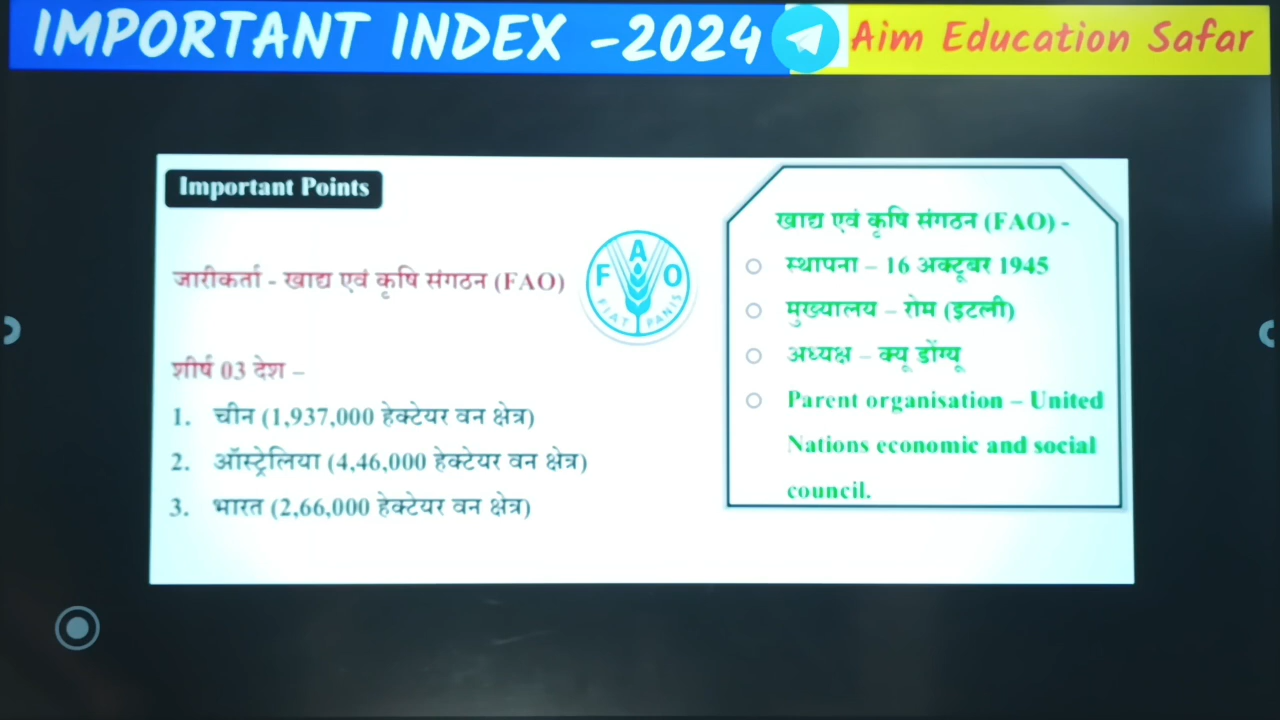 IMPORTANT INDEX -2024
Aim Education Safar
Important Points
जारीकर्ता - खाद्य एवं कृषि संगठन (FAO)
FAO
FIAT PANIS
शीर्ष 03 देश –
1. चीन (1,937,000 हेक्टेयर वन क्षेत्र)
2. ऑस्ट्रेलिया (4,46,000 हेक्टेयर वन क्षेत्र)
3. भारत (2,66,000 हेक्टेयर वन क्षेत्र)
खाद्य एवं कृषि संगठन (FAO) -
स्थापना – 16 अक्टूबर 1945
मुख्यालय – रोम (इटली)
अध्यक्ष – क्यू डोंग्यू
Parent organisation – United
Nations economic and social
council.